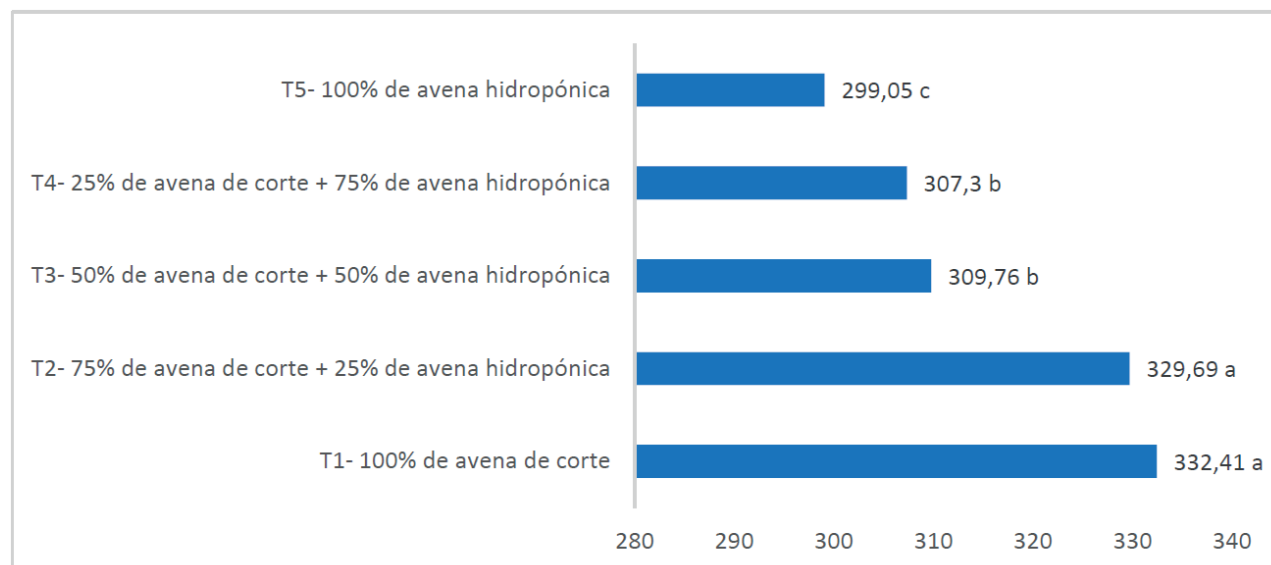 T5- 100% de avena hidropónica
299,05 c
T4- 25% de avena de corte + 75% de avena hidropónica
307,3 b
T3- 50% de avena de corte + 50% de avena hidropónica
309,76 b
T2- 75% de avena de corte + 25% de avena hidropónica
329,69 a
T1- 100% de avena de corte
332,41 a
280 290 300 310 320 330 340